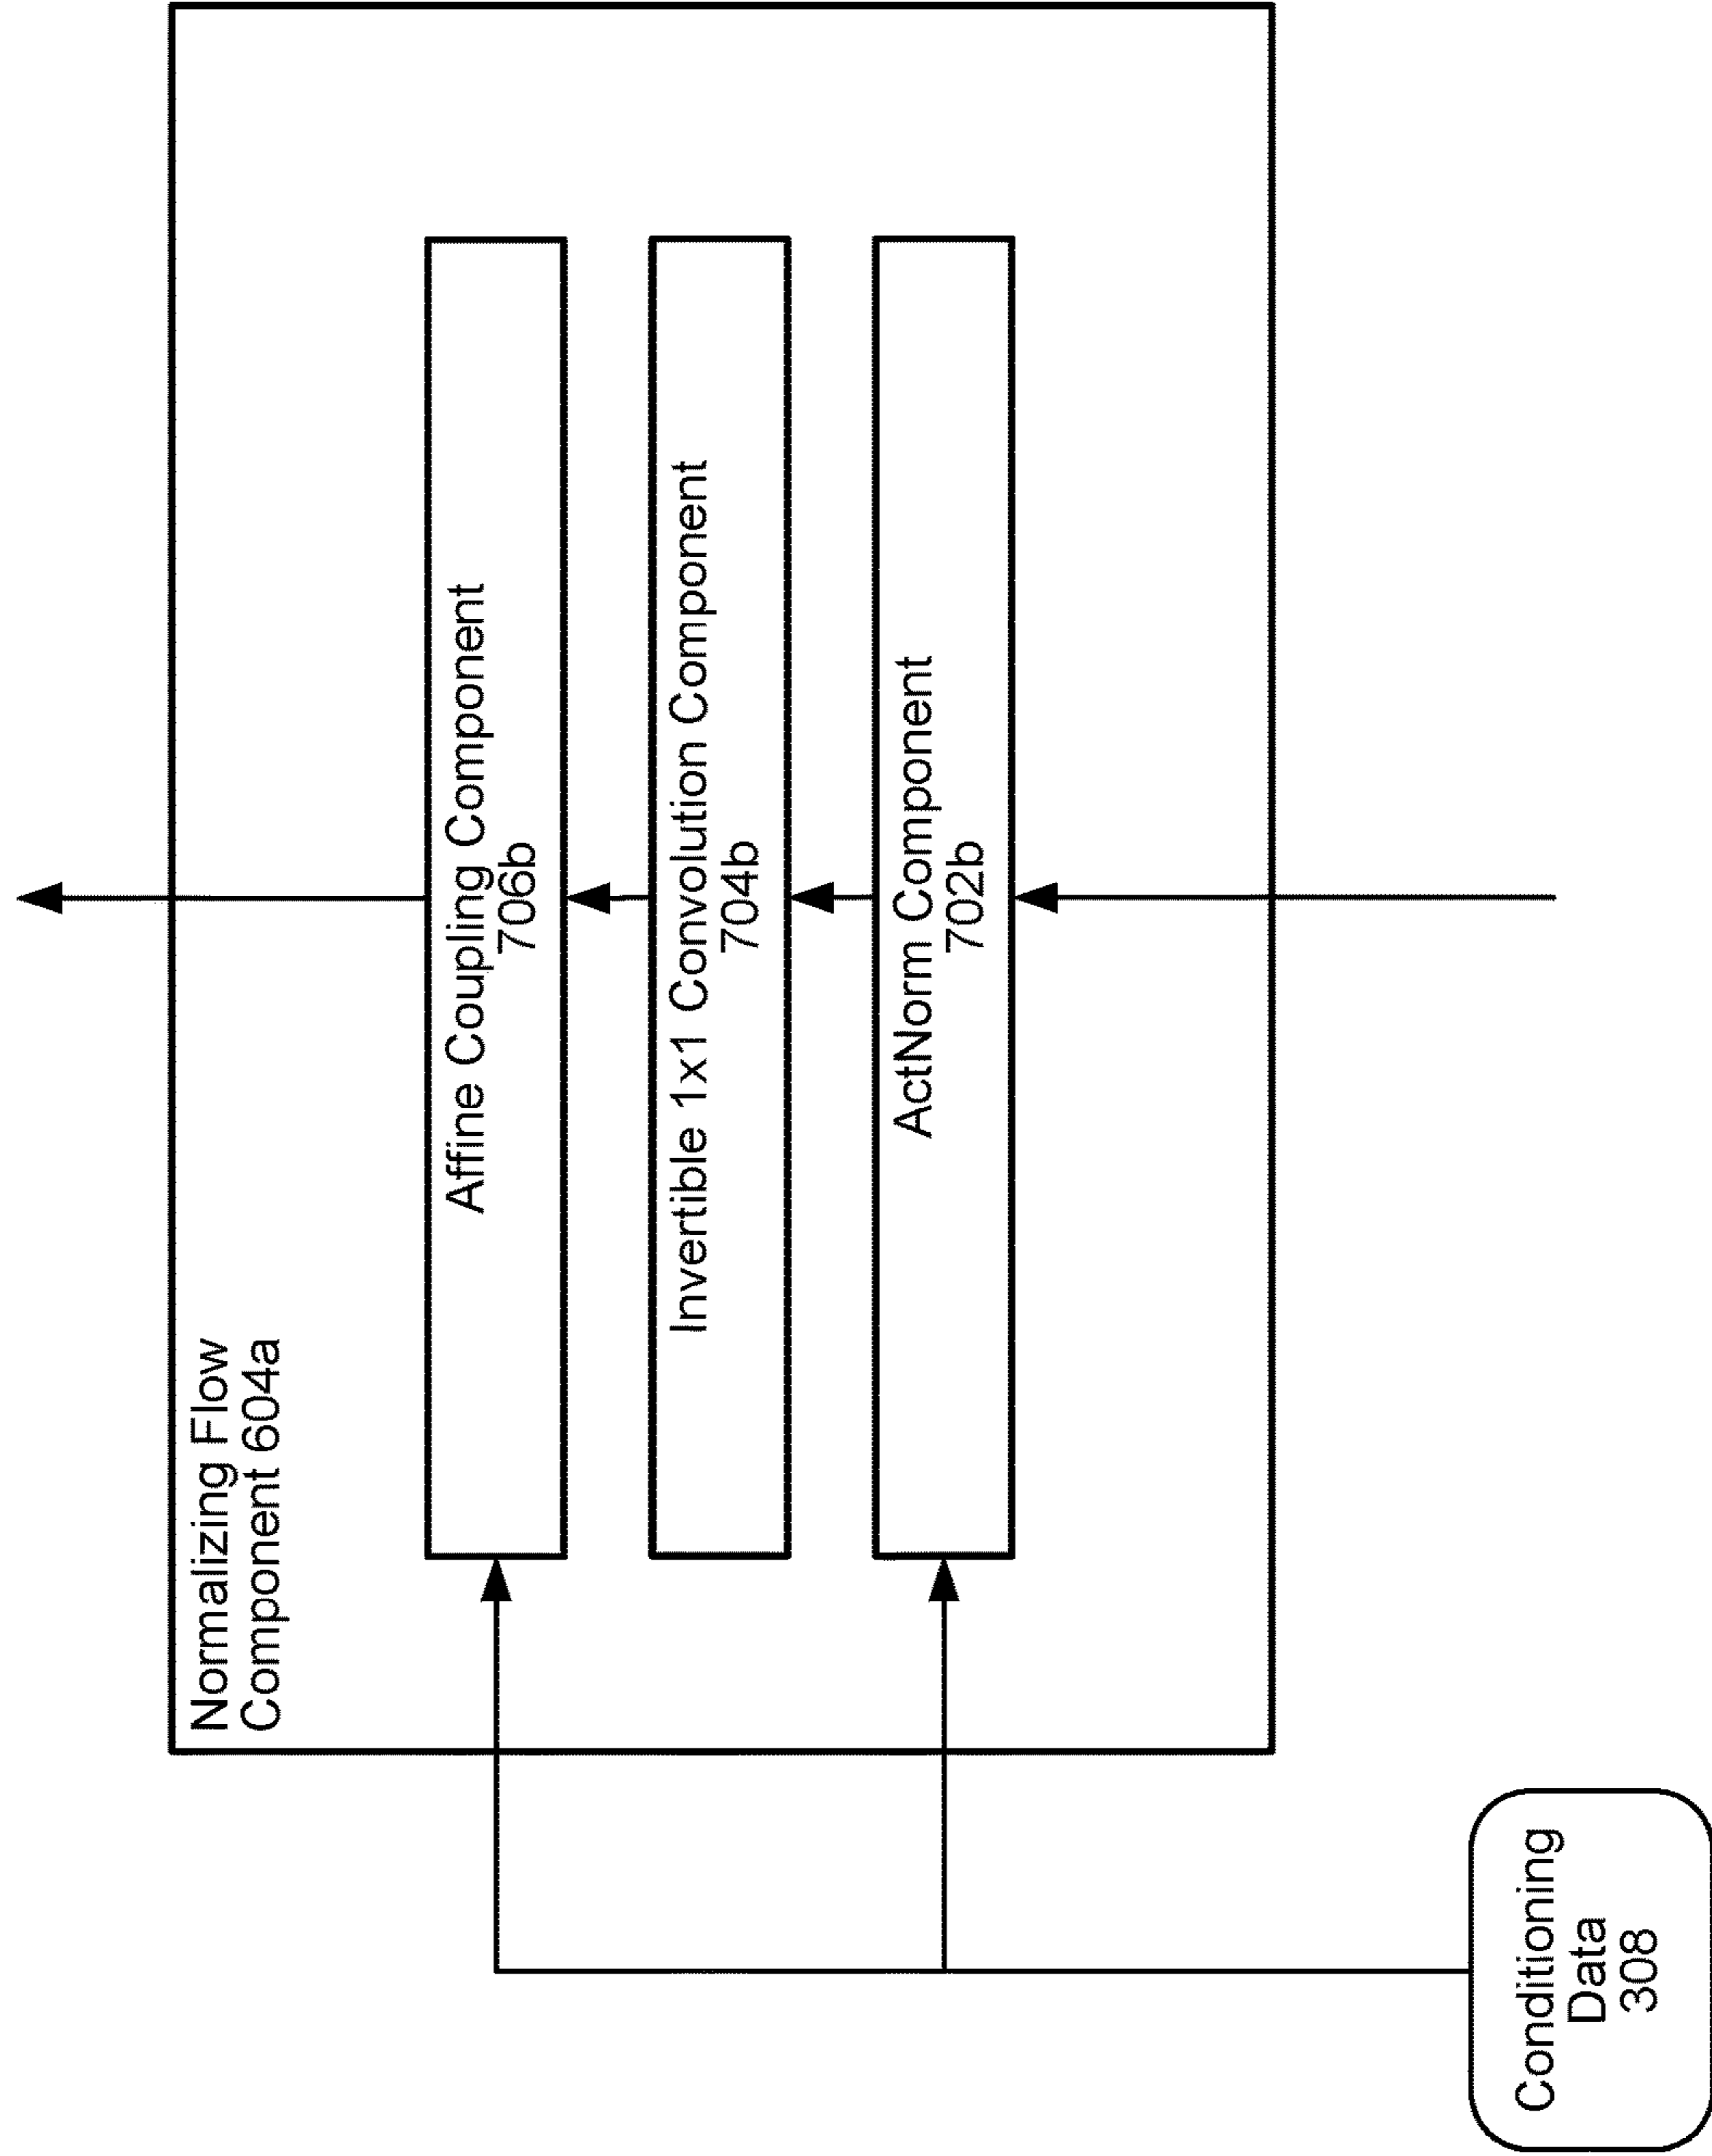 Normalizing Flow
Component 604a
Affine Coupling Component
706b
Invertible 1x1 Convolution Component
704b
ActNorm Component
702b
Conditioning
Data
308